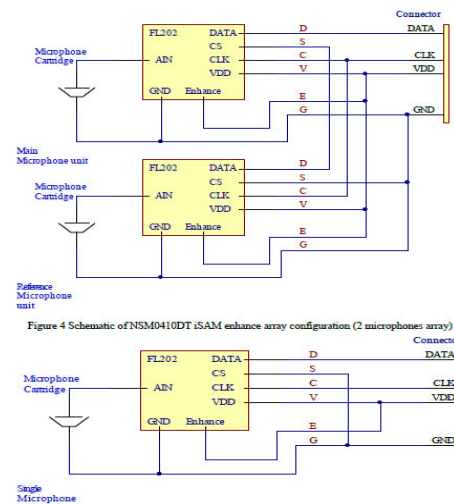 Connector
FL202 DATA D DATA
CS S
Microphone
Cartridge
AIN CLK C CLK
VDD V VDD
GND Enhance E
G GND
Main
Microphone unit
FL202 DATA D
CS S
Microphone
Cartridge
AIN CLK C
VDD V
GND Enhance E
G
Reference
Microphone
unit
Figure 4 Schematic of NSM0410DT iSAM enhance array configuration (2 microphones array)
Connecto
FL202 DATA D DATA
CS S
Microphone
Cartridge
AIN CLK C CLK
VDD V VDD
GND Enhance E
G GND
Single
Microphone